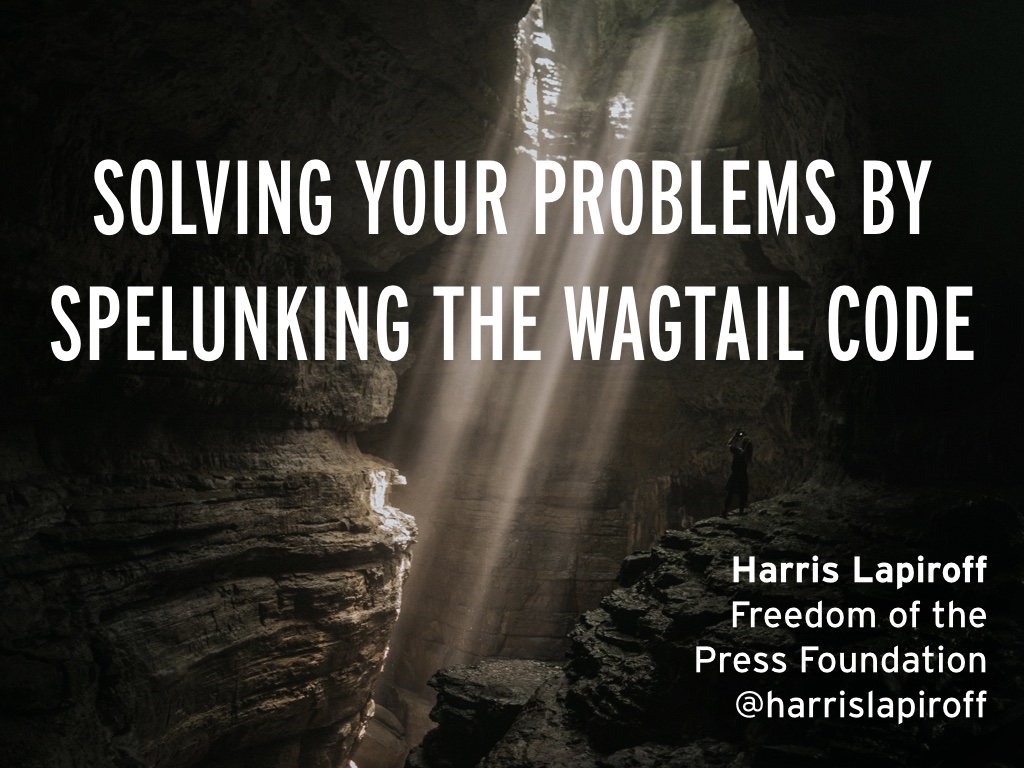 SOLVING YOUR PROBLEMS BY
SPELUNKING THE WAGTAIL CODE
Harris Lapiroff
Freedom of the
Press Foundation
@harrislapiroff